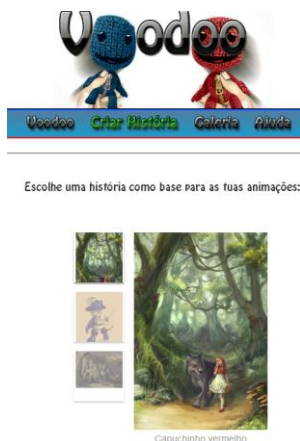 Voodoo
Voodoo Criar História Galeria Ajuda
Escolhe uma história como base para as tuas animações:
Capuchinho vermelho